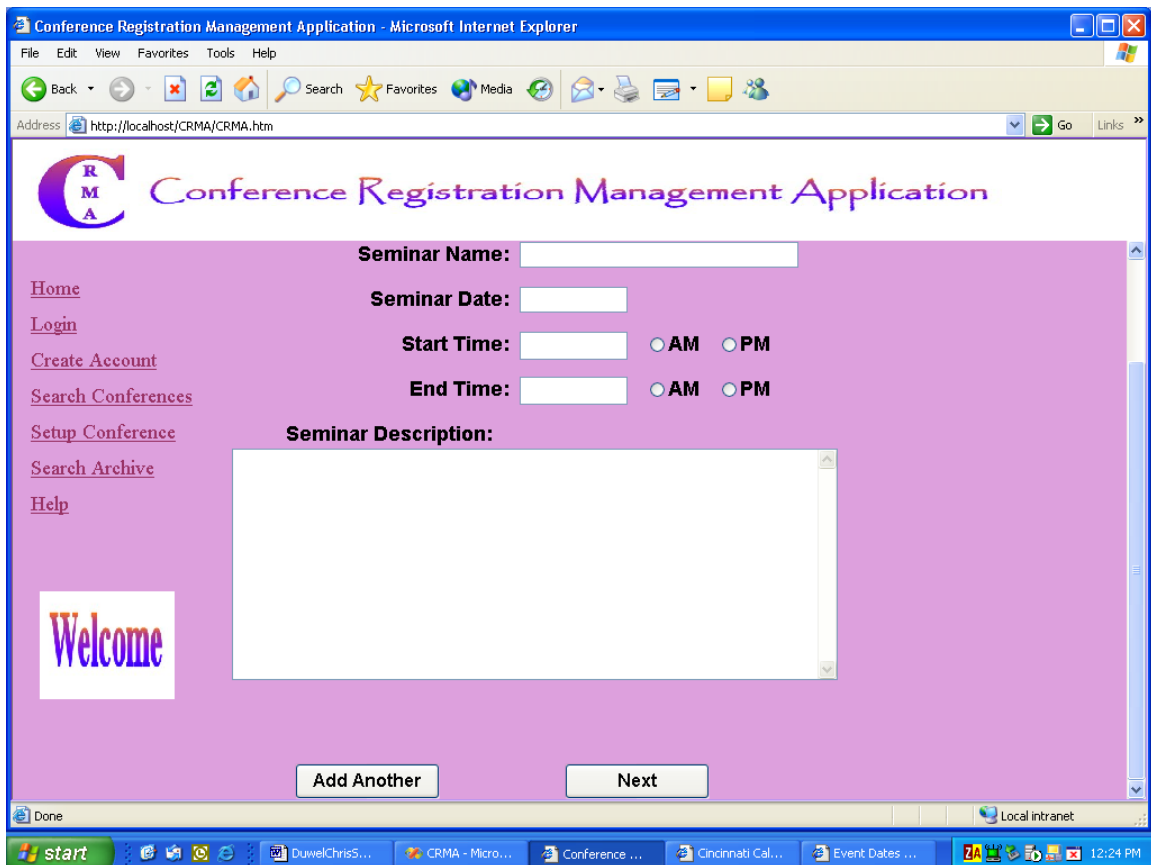 Conference Registration Management Application - Microsoft Internet Explorer
File Edit View Favorites Tools Help
Back Search Favorites Media
Address http://localhost/CRMA/CRMA.htm Go Links »
C R M A
Conference Registration Management Application
Seminar Name:
Home
Seminar Date:
Login
Start Time: AM PM
Create Account
End Time: AM PM
Search Conferences
Setup Conference
Seminar Description:
Search Archive
Help
Welcome
Add Another Next
Done Local intranet
start DuwelChrisS... CRMA - Micro... Conference ... Cincinnati Cal... Event Dates ... ZA 12:24 PM